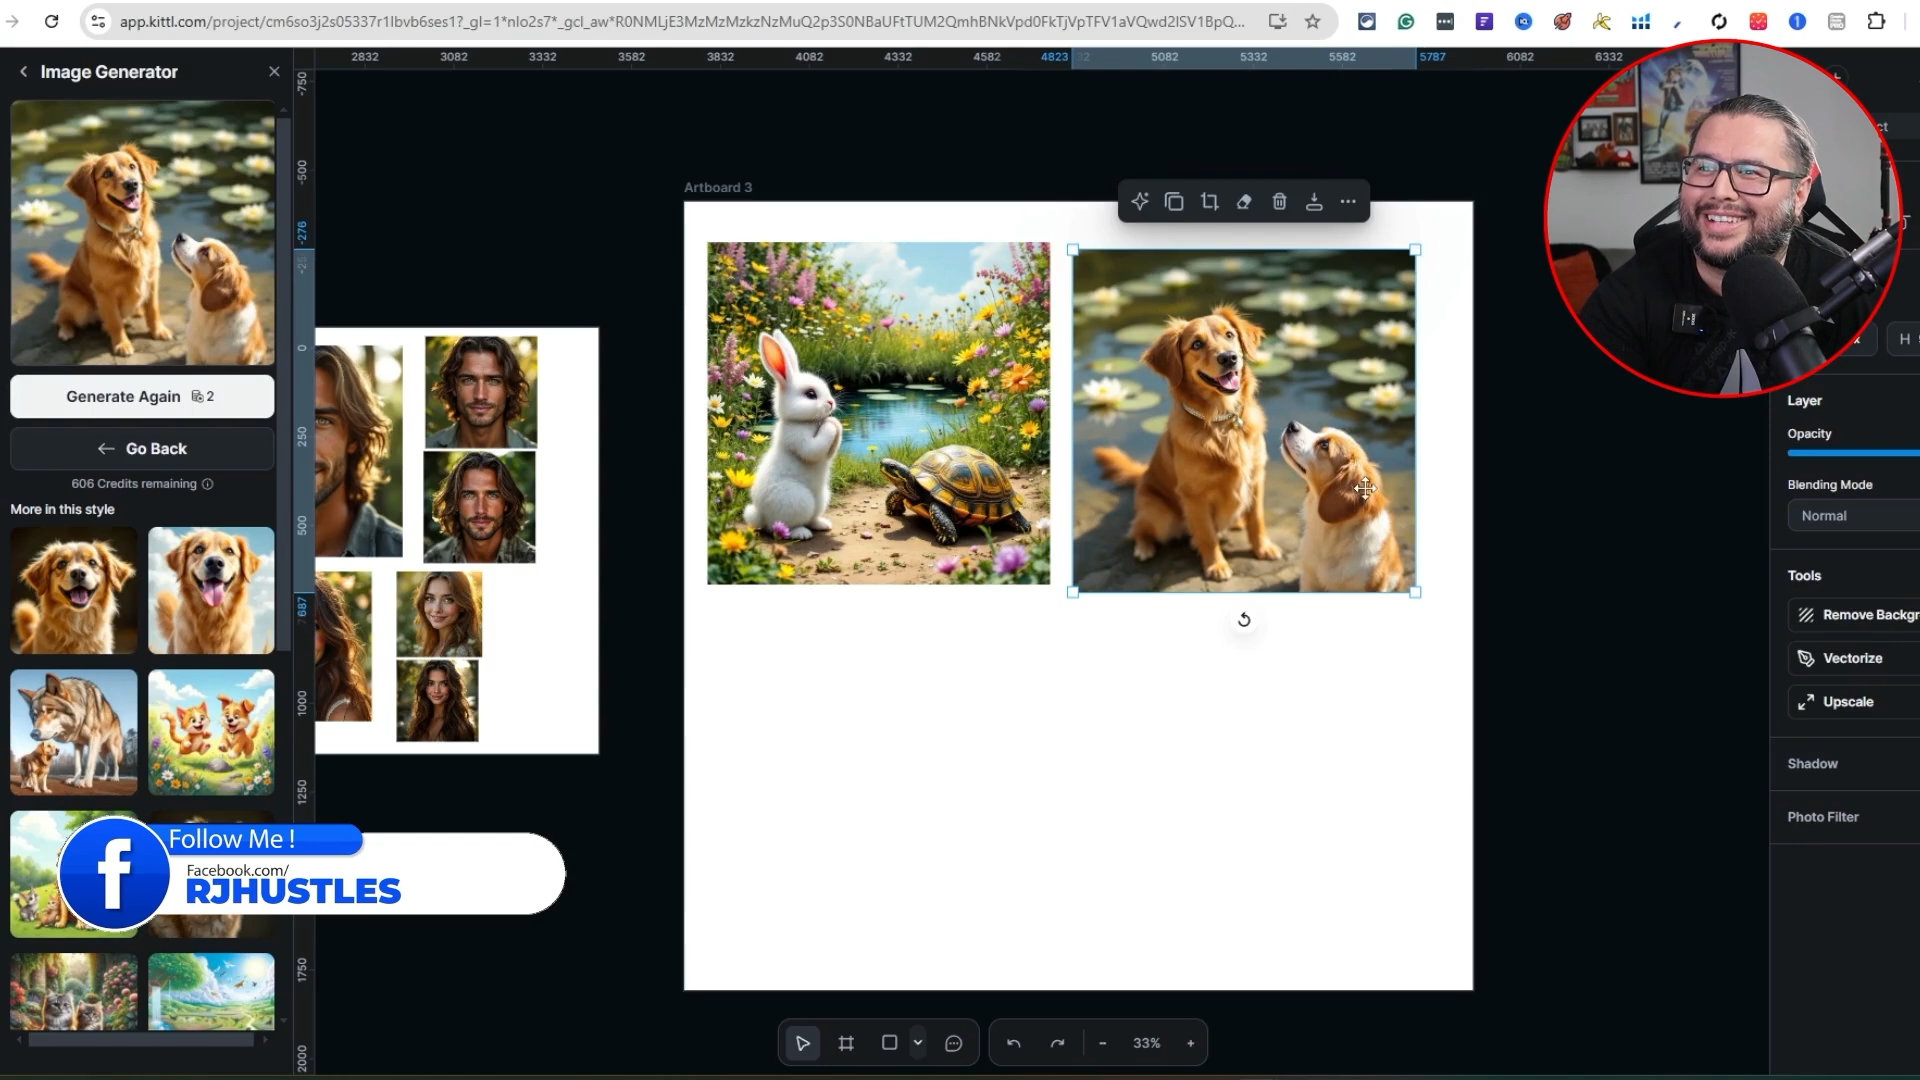 app.kittl.com/project/cm6so3j2s05337r1lbvb6ses1?_gl=1*nlo2s7*_gcl_aw*R0NMLjE3MzMzMzkzNzMuQ2p3S0NBaUFtTUM2QmhBNkVpd0FkTjVpTFV1aVQwd2lSV1BpQ...
Image Generator
2832 3082 3332 3582 3832 4082 4332 4582 4823 5082 5332 5582 5787 6082 6332
-750
-500
-276
0
250
500
687
1000
1250
1750
2000
Generate Again 2
Go Back
606 Credits remaining
More in this style
Artboard 3
H
Layer
Opacity
Blending Mode
Normal
Tools
Remove Backgr
Vectorize
Upscale
Shadow
Photo Filter
Follow Me !
Facebook.com/
RJHUSTLES
33%